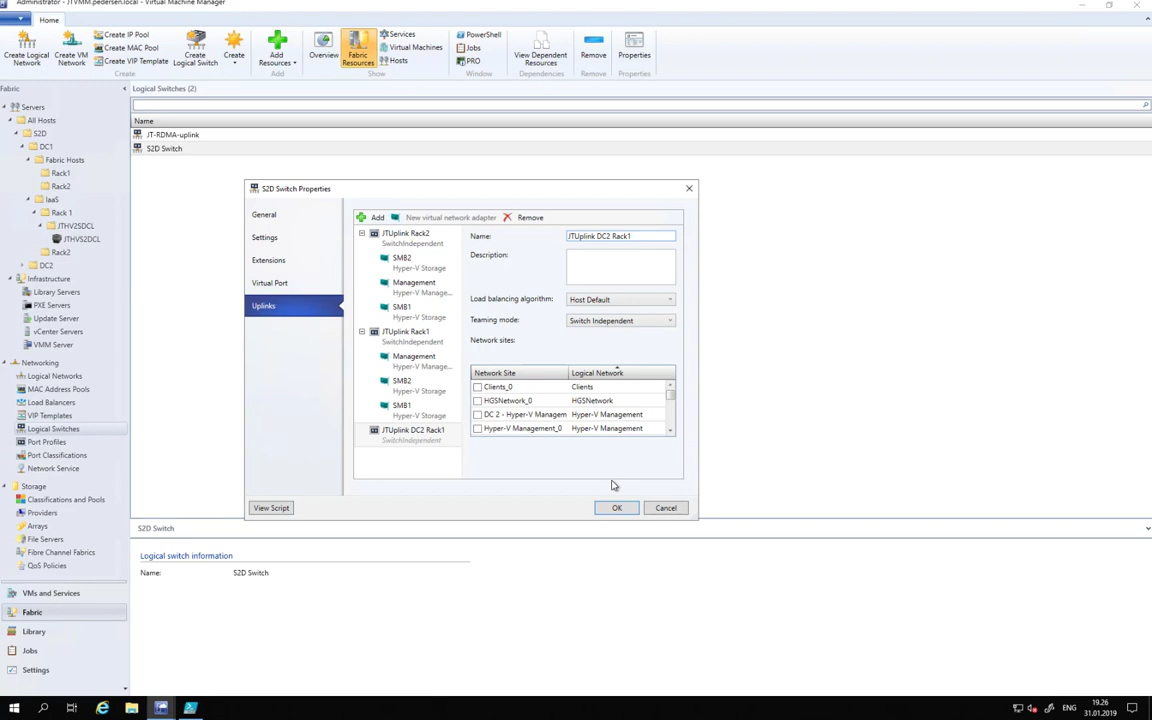 Administrator - JTVMM.pedersen.local - Virtual Machine Manager
Home
Create Logical Network
Create VM Network
Create IP Pool
Create MAC Pool
Create VIP Template
Create Logical Switch
Create
Create
Add Resources
Add
Overview
Fabric Resources
Services
Virtual Machines
Hosts
Show
PowerShell
Jobs
PRO
Window
View Dependent Resources
Dependencies
Remove
Remove
Properties
Properties
Fabric
Servers
All Hosts
S2D
DC1
Fabric Hosts
Rack1
Rack2
IaaS
Rack 1
JTHV2SDCL
JTHVS2DCL
Rack2
DC2
Infrastructure
Library Servers
PXE Servers
Update Server
vCenter Servers
VMM Server
Networking
Logical Networks
MAC Address Pools
Load Balancers
VIP Templates
Logical Switches
Port Profiles
Port Classifications
Network Service
Storage
Classifications and Pools
Providers
Arrays
File Servers
Fibre Channel Fabrics
QoS Policies
VMs and Services
Fabric
Library
Jobs
Settings
Logical Switches (2)
Name
JT-RDMA-uplink
S2D Switch
S2D Switch Properties
General
Settings
Extensions
Virtual Port
Uplinks
Add
New virtual network adapter
Remove
JTUplink Rack2
SwitchIndependent
SMB2
Hyper-V Storage
Management
Hyper-V Manage...
SMB1
Hyper-V Storage
JTUplink Rack1
SwitchIndependent
Management
Hyper-V Manage...
SMB2
Hyper-V Storage
SMB1
Hyper-V Storage
JTUplink DC2 Rack1
SwitchIndependent
Name: JTUplink DC2 Rack1
Description:
Load balancing algorithm: Host Default
Teaming mode: Switch Independent
Network sites:
Network Site Logical Network
Clients_0 Clients
HGSNetwork_0 HGSNetwork
DC 2 - Hyper-V Managem Hyper-V Management
Hyper-V Management_0 Hyper-V Management
View Script
OK
Cancel
S2D Switch
Logical switch information
Name: S2D Switch
ENG
19.26
31.01.2019